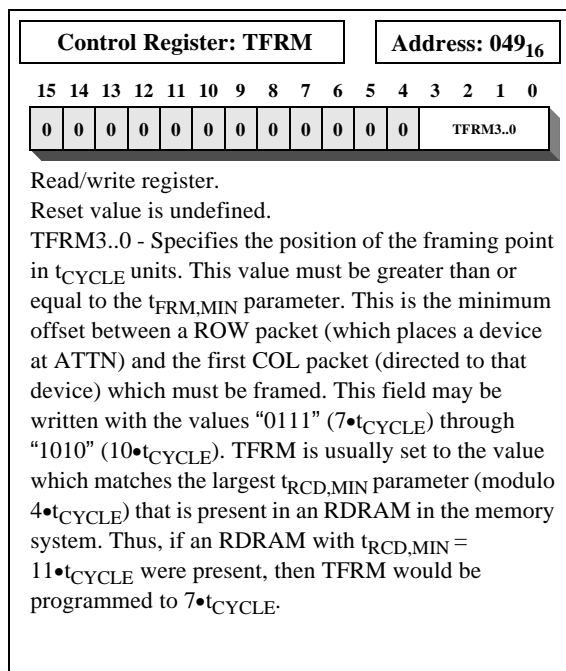 Control Register: TFRM
Address: 049₁₆
15 14 13 12 11 10 9 8 7 6 5 4 3 2 1 0
0 0 0 0 0 0 0 0 0 0 0 0 TFRM3..0
Read/write register.
Reset value is undefined.
TFRM3..0 - Specifies the position of the framing point
in tCYCLE units. This value must be greater than or
equal to the tFRM,MIN parameter. This is the minimum
offset between a ROW packet (which places a device
at ATTN) and the first COL packet (directed to that
device) which must be framed. This field may be
written with the values “0111” (7•tCYCLE) through
“1010” (10•tCYCLE). TFRM is usually set to the value
which matches the largest tRCD,MIN parameter (modulo
4•tCYCLE) that is present in an RDRAM in the memory
system. Thus, if an RDRAM with tRCD,MIN =
11•tCYCLE were present, then TFRM would be
programmed to 7•tCYCLE.